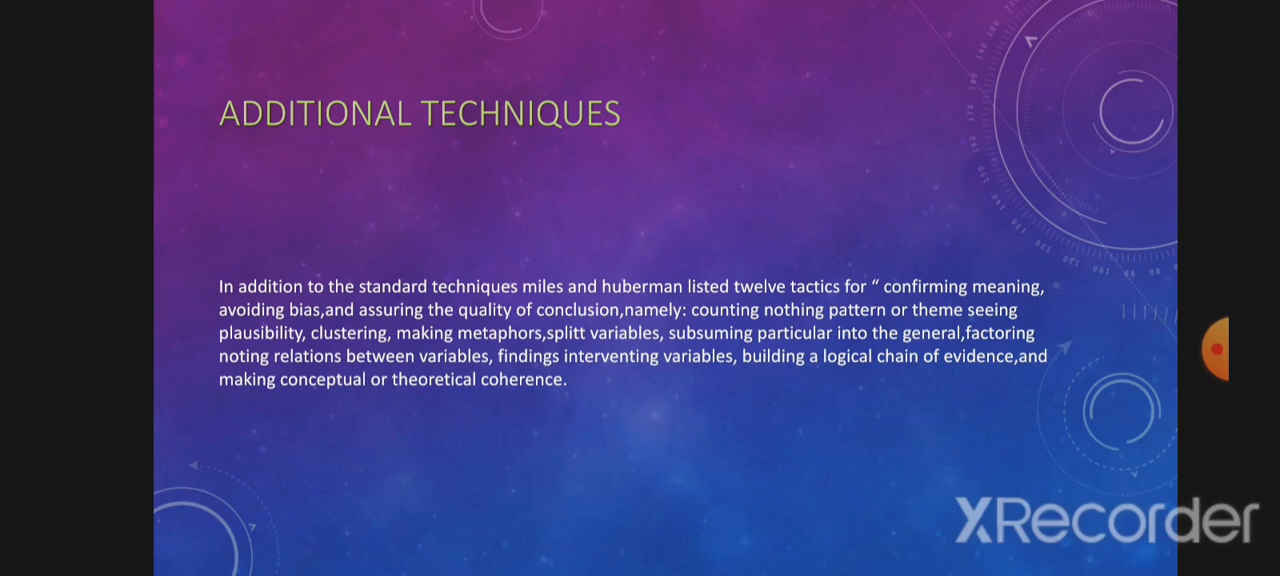 ADDITIONAL TECHNIQUES
In addition to the standard techniques miles and huberman listed twelve tactics for “ confirming meaning,
avoiding bias,and assuring the quality of conclusion,namely: counting nothing pattern or theme seeing
plausibility, clustering, making metaphors,splitt variables, subsuming particular into the general,factoring
noting relations between variables, findings interventing variables, building a logical chain of evidence,and
making conceptual or theoretical coherence.
XRecorder